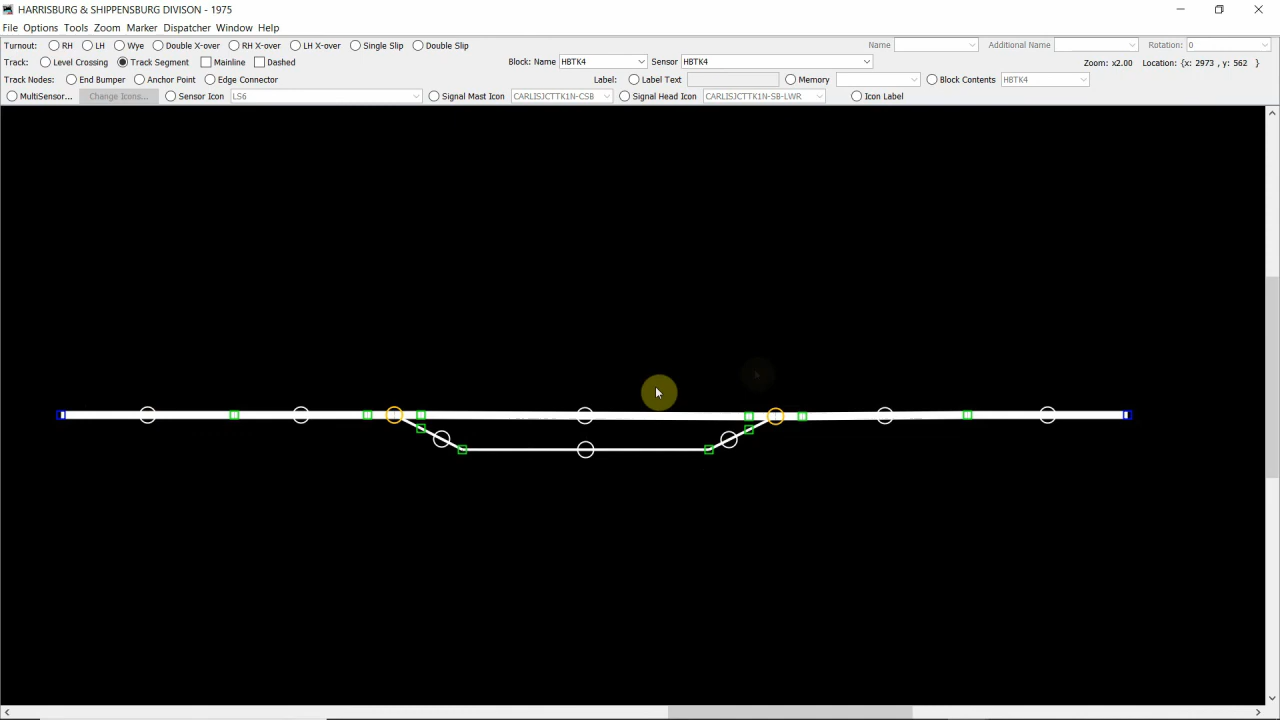 HARRISBURG & SHIPPENSBURG DIVISON - 1975
File Options Tools Zoom Marker Dispatcher Window Help
Turnout: RH LH Wye Double X-over RH X-over LH X-over Single Slip Double Slip Name Additional Name Rotation: 0
Track: Level Crossing Track Segment Mainline Dashed Block: Name HBTK4 Sensor HBTK4 Zoom: x2.00 Location: {x: 2973 , y: 562 }
Track Nodes: End Bumper Anchor Point Edge Connector Label: Label Text Memory Block Contents HBTK4
MultiSensor... Change Icons... Sensor Icon LS6 Signal Mast Icon CARLISJCTTK1N-CSB Signal Head Icon CARLISJCTTK1N-SB-LWR Icon Label